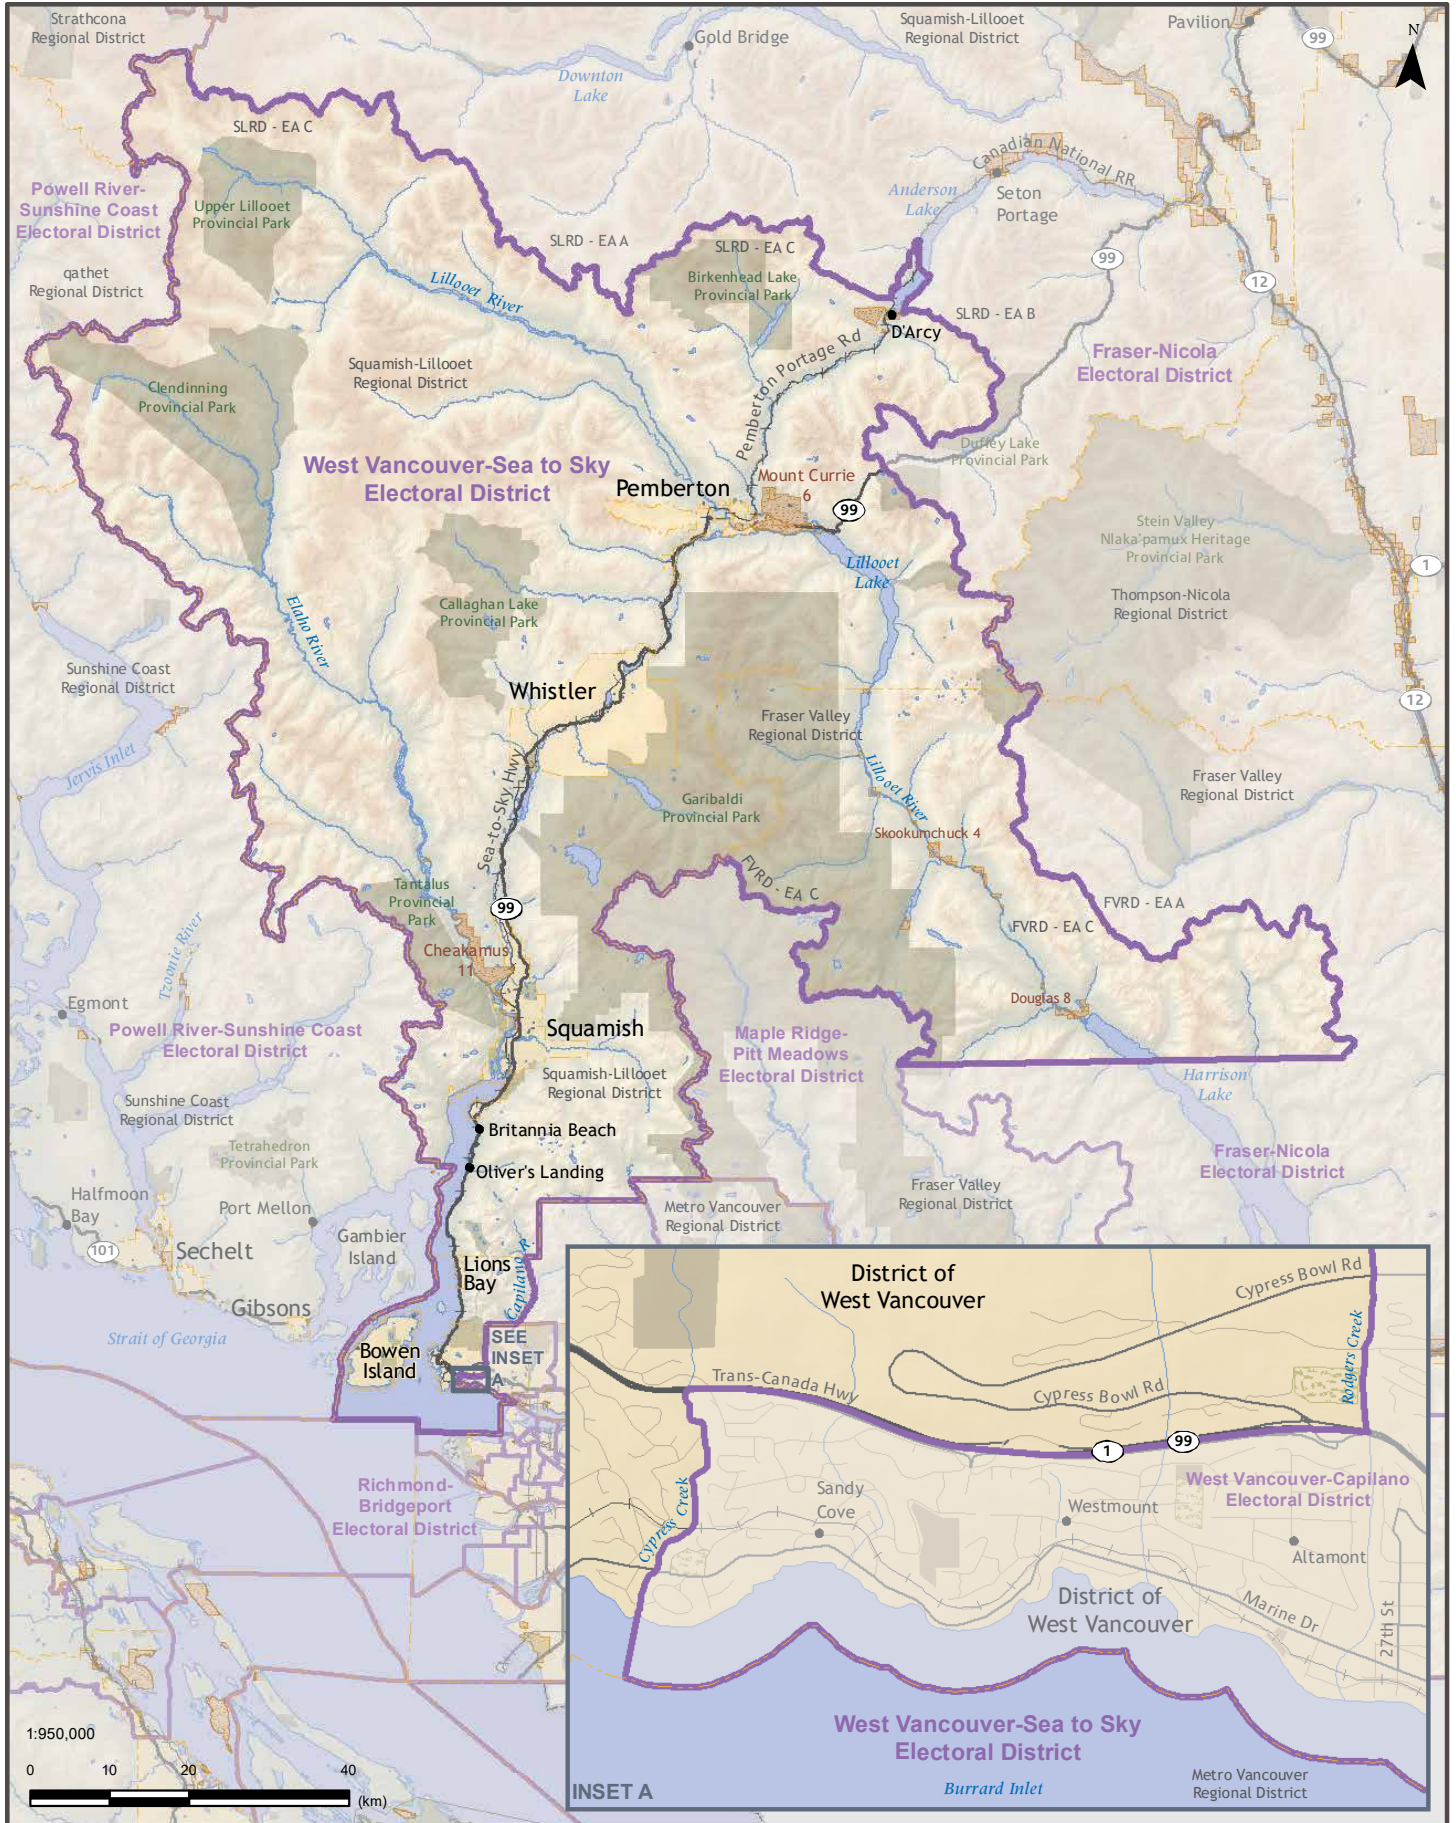 Strathcona
Regional District
Gold Bridge
Squamish-Lillooet
Regional District
Pavilion
99
N
Downton
Lake
SLRD - EA C
Canadian National RR
Powell River-
Sunshine Coast
Electoral District
Upper Lillooet
Provincial Park
Anderson
Lake
Seton
Portage
SLRD - EA A
SLRD - EA C
99
12
qathet
Regional District
Lillooet River
Birkenhead Lake
Provincial Park
SLRD - EA B
D'Arcy
Squamish-Lillooet
Regional District
Pemberton Portage Rd
Fraser-Nicola
Electoral District
Clendinning
Provincial Park
Duffey Lake
Provincial Park
West Vancouver-Sea to Sky
Electoral District
Pemberton
Mount Currie
6
99
Stein Valley
Nlaka'pamux Heritage
Provincial Park
Lillooet
Lake
1
Callaghan Lake
Provincial Park
Thompson-Nicola
Regional District
Elaho River
Sunshine Coast
Regional District
Whistler
12
Fraser Valley
Regional District
Jervis Inlet
Sea-to-Sky Hwy
Lillooet River
Fraser Valley
Regional District
Garibaldi
Provincial Park
Skookumchuck 4
FVRD - EA C
Tantalus
Provincial
Park
99
FVRD - EA A
FVRD - EA C
Tzoonie River
Cheakamus
11
Egmont
Douglas 8
Powell River-Sunshine Coast
Electoral District
Squamish
Maple Ridge-
Pitt Meadows
Electoral District
Squamish-Lillooet
Regional District
Harrison
Lake
Sunshine Coast
Regional District
Britannia Beach
Tetrahedron
Provincial Park
Oliver's Landing
Fraser-Nicola
Electoral District
Halfmoon
Bay
Port Mellon
Metro Vancouver
Regional District
Fraser Valley
Regional District
101
Sechelt
Gambier
Island
Lions
Bay
Capilano R.
Gibsons
Strait of Georgia
Bowen
Island
SEE
INSET
A
District of
West Vancouver
Cypress Bowl Rd
Rodgers Creek
Trans-Canada Hwy
Cypress Bowl Rd
1
99
Richmond-
Bridgeport
Electoral District
Cypress Creek
Sandy
Cove
Westmount
West Vancouver-Capilano
Electoral District
Altamont
District of
West Vancouver
Marine Dr
27th St
West Vancouver-Sea to Sky
Electoral District
1:950,000
0 10 20 40
(km)
INSET A
Burrard Inlet
Metro Vancouver
Regional District